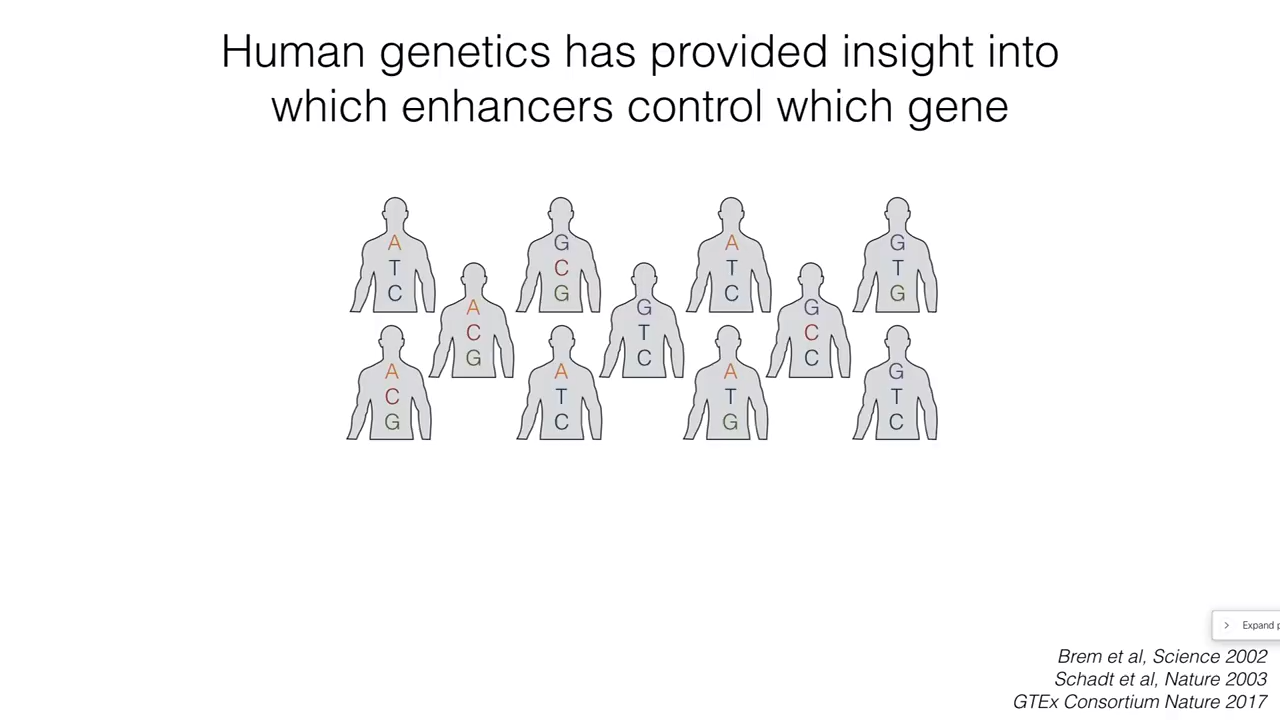 Human genetics has provided insight into
which enhancers control which gene
A
T
C
G
C
G
A
T
C
G
T
G
A
C
G
G
T
C
G
C
C
A
C
G
A
T
C
A
T
G
G
T
C
Expand p
Brem et al, Science 2002
Schadt et al, Nature 2003
GTEx Consortium Nature 2017